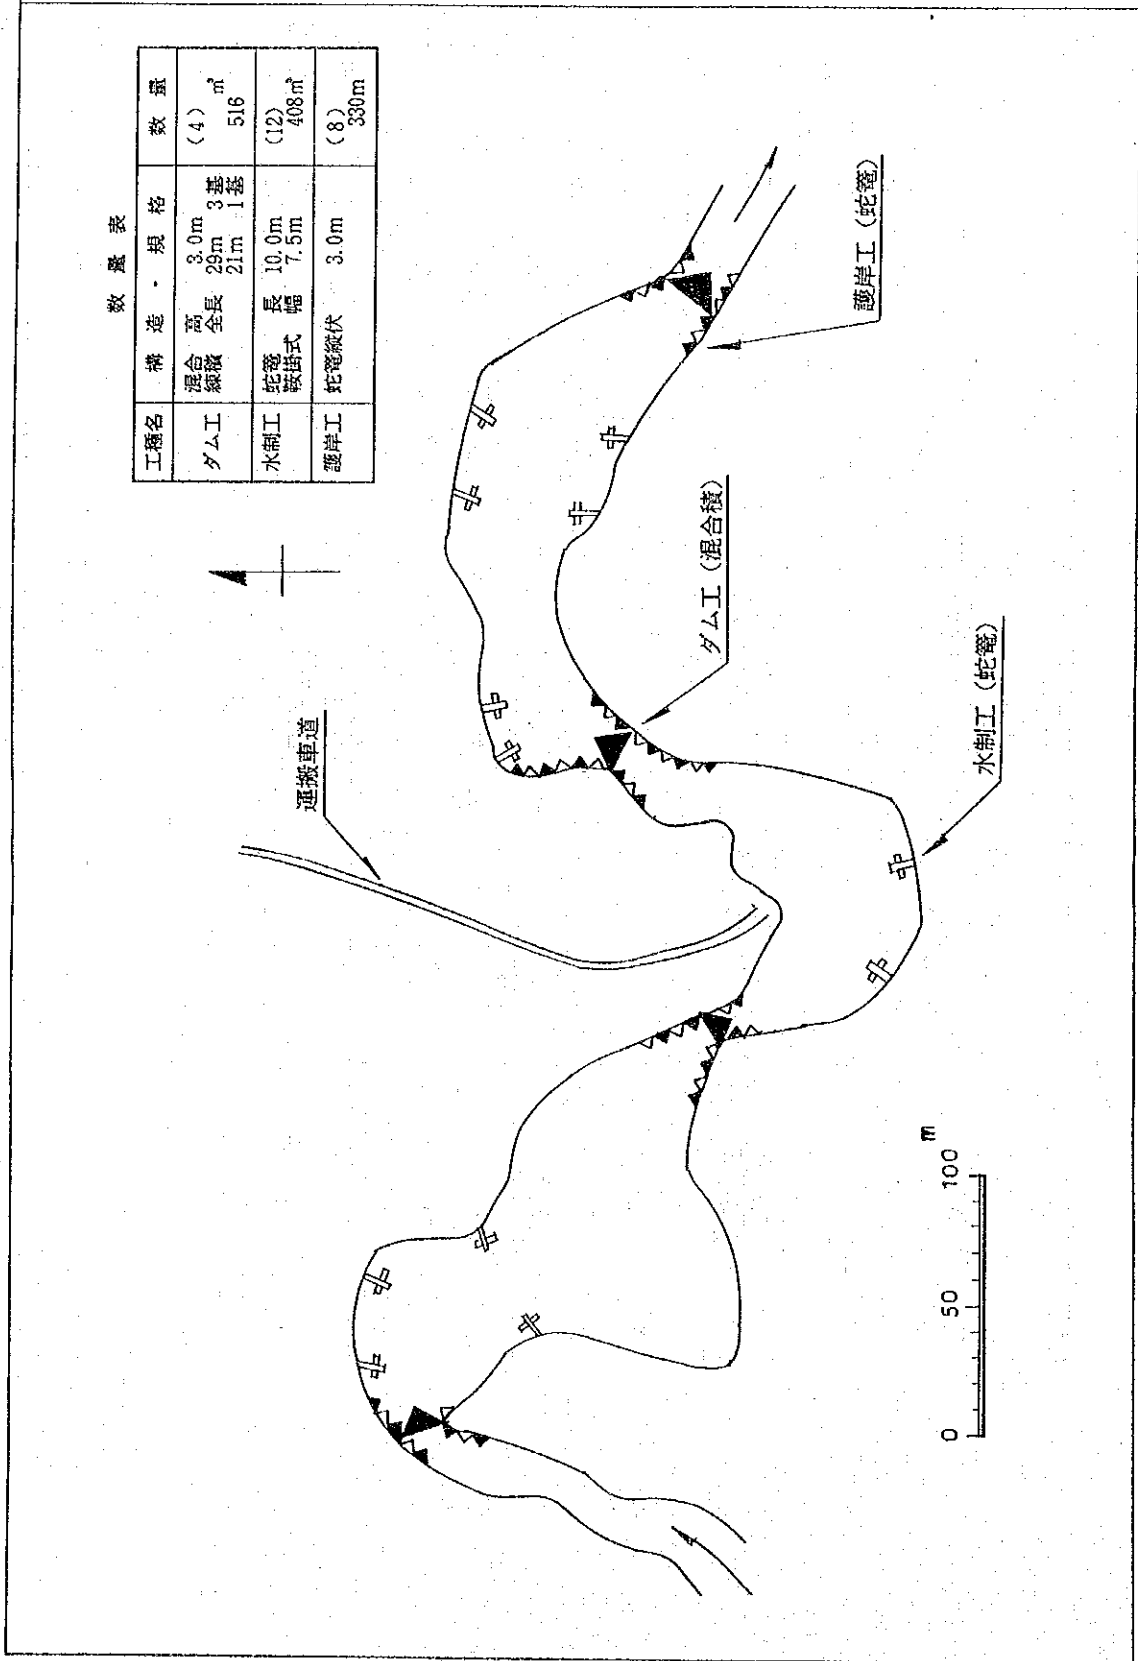 数量表
工種名 構造・規格 数量
ダム工 混合 高 3.0m (4) m³
練積 全長 29m 3基 516
21m 1基
水制工 蛇篭 長 10.0m (12)
鞍掛式 幅 7.5m 408m³
護岸工 蛇篭縦伏 3.0m (8)
330m
運搬車道
護岸工(蛇篭)
ダム工(混合積)
水制工(蛇篭)
0 50 100 m